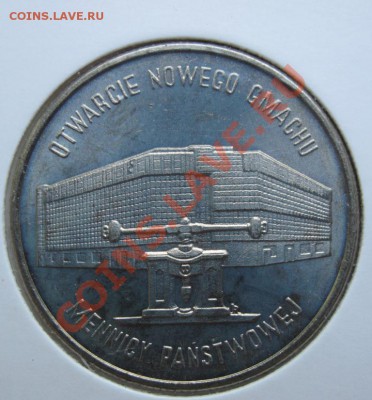 COINS.LAVE.RU
OTWARCIE NOWEGO GMACHU
MENNICY PAŃSTWOWEJ
COINS.LAVE.RU